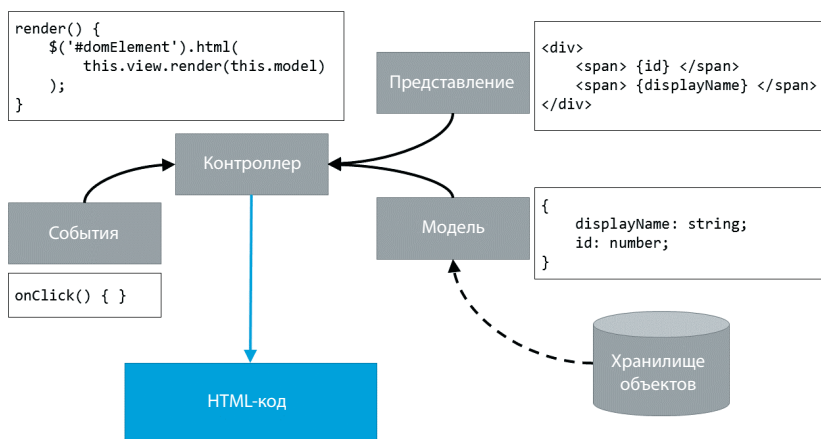 render() {
    $('#domElement').html(
        this.view.render(this.model)
    );
}
Представление
<div>
    <span> {id} </span>
    <span> {displayName} </span>
</div>
Контроллер
События
onClick() { }
Модель
{
    displayName: string;
    id: number;
}
HTML-код
Хранилище
объектов